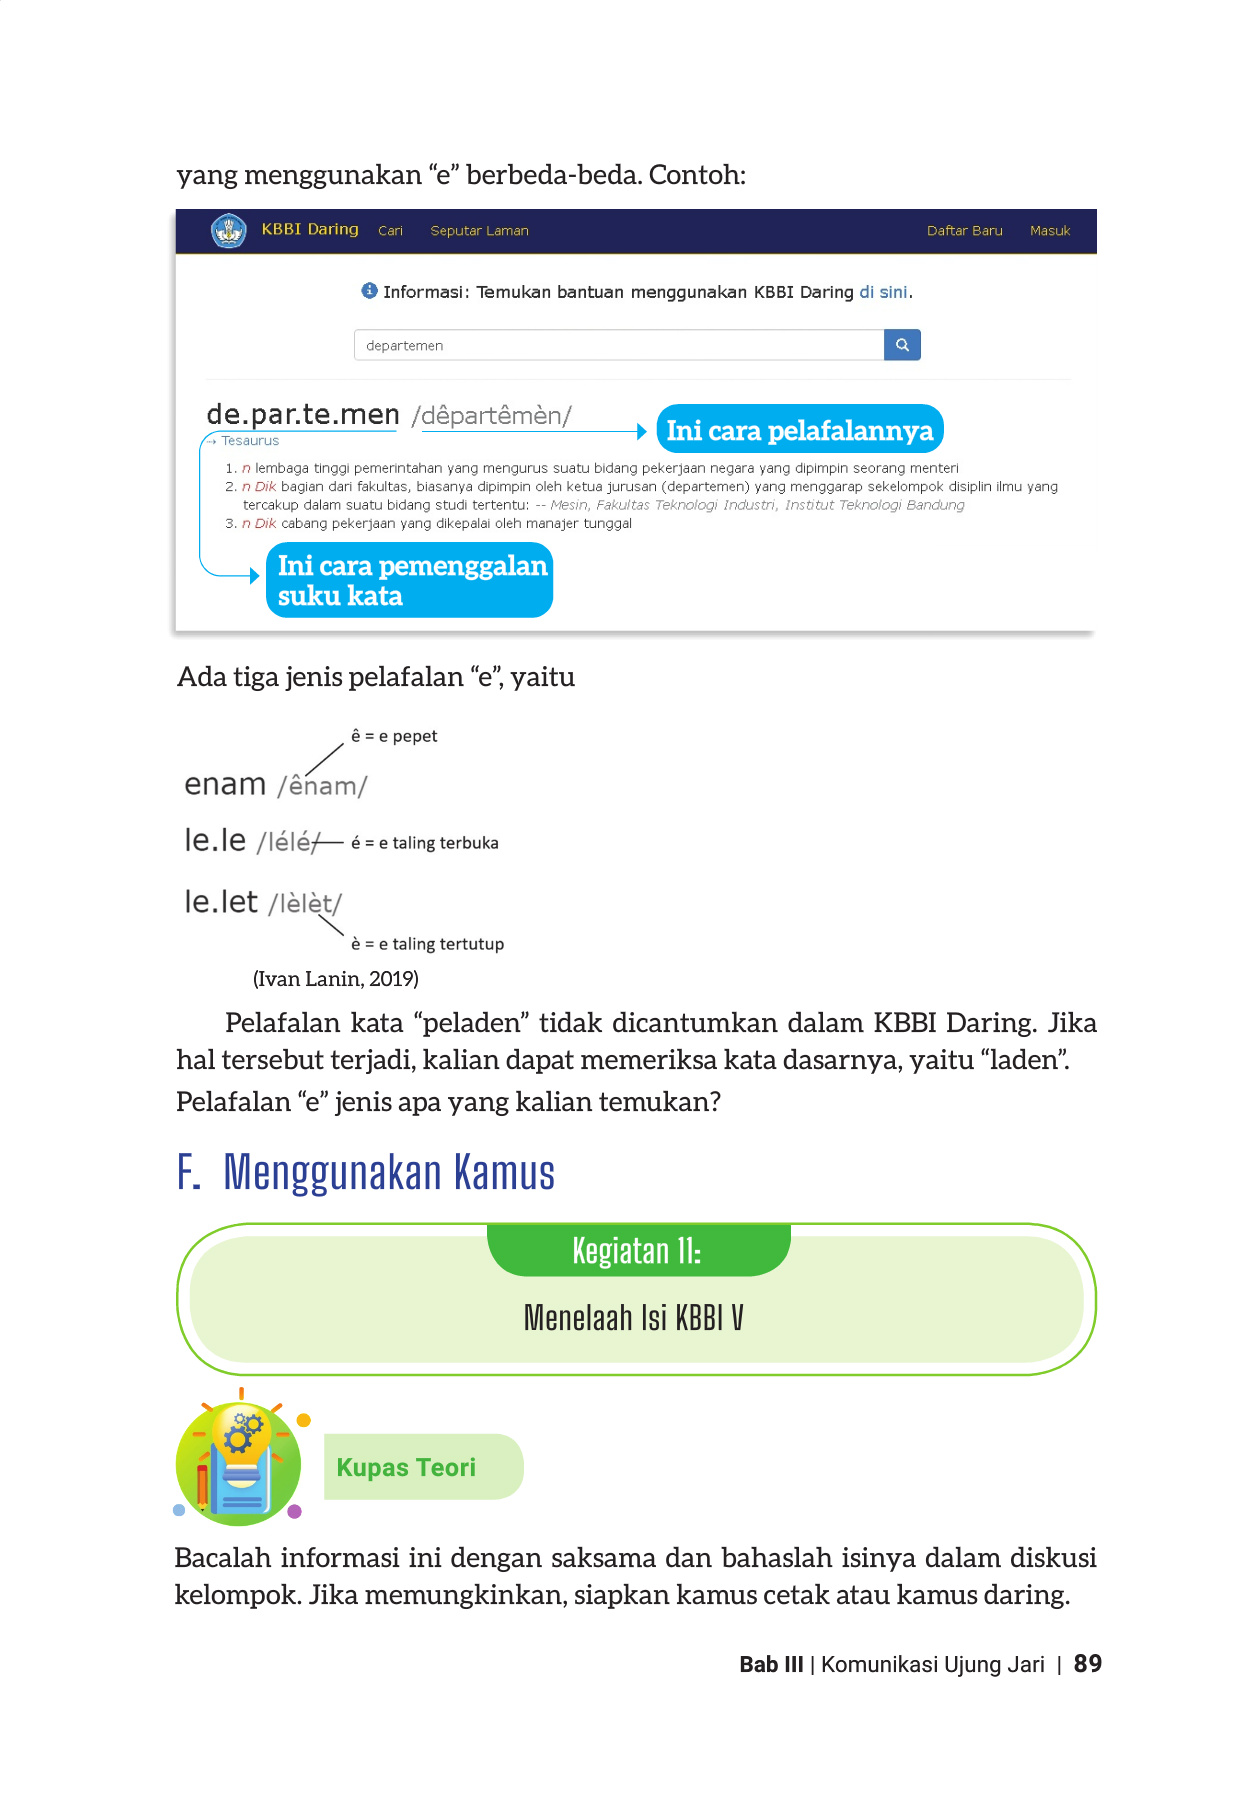 yang menggunakan “e” berbeda-beda. Contoh:
KBBI Daring Cari Seputar Laman Daftar Baru Masuk
Informasi: Temukan bantuan menggunakan KBBI Daring di sini.
departemen
de.par.te.men /dêpartêmèn/
Ini cara pelafalannya
→ Tesaurus
1. n lembaga tinggi pemerintahan yang mengurus suatu bidang pekerjaan negara yang dipimpin seorang menteri
2. n Dik bagian dari fakultas, biasanya dipimpin oleh ketua jurusan (departemen) yang menggarap sekelompok disiplin ilmu yang
tercakup dalam suatu bidang studi tertentu: -- Mesin, Fakultas Teknologi Industri, Institut Teknologi Bandung
3. n Dik cabang pekerjaan yang dikepalai oleh manajer tunggal
Ini cara pemenggalan
suku kata
Ada tiga jenis pelafalan “e”, yaitu
ê = e pepet
enam /ênam/
le.le /lélé/ é = e taling terbuka
le.let /lèlèt/
è = e taling tertutup
(Ivan Lanin, 2019)
Pelafalan kata “peladen” tidak dicantumkan dalam KBBI Daring. Jika
hal tersebut terjadi, kalian dapat memeriksa kata dasarnya, yaitu “laden”.
Pelafalan “e” jenis apa yang kalian temukan?
F. Menggunakan Kamus
Kegiatan 11:
Menelaah Isi KBBI V
Kupas Teori
Bacalah informasi ini dengan saksama dan bahaslah isinya dalam diskusi
kelompok. Jika memungkinkan, siapkan kamus cetak atau kamus daring.
Bab III | Komunikasi Ujung Jari | 89